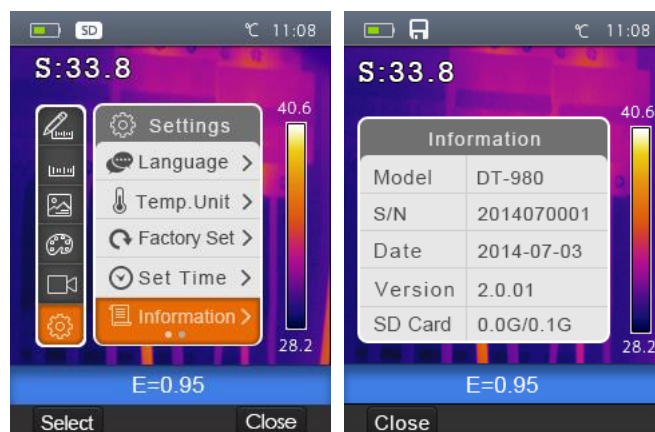 SD ℃ 11:08
S:33.8
40.6
Settings
Language
Temp.Unit
Factory Set
Set Time
Information
28.2
E=0.95
Select Close
℃ 11:08
S:33.8
40.6
Information
Model DT-980
S/N 2014070001
Date 2014-07-03
Version 2.0.01
SD Card 0.0G/0.1G
28.2
E=0.95
Close